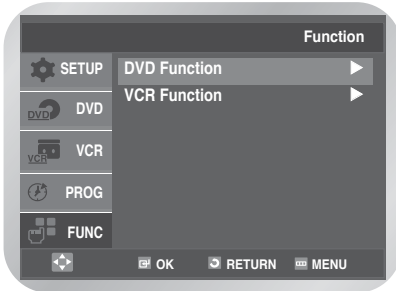 Function
SETUP
DVD Function
VCR Function
DVD DVD
VCR VCR
PROG
FUNC
OK RETURN MENU